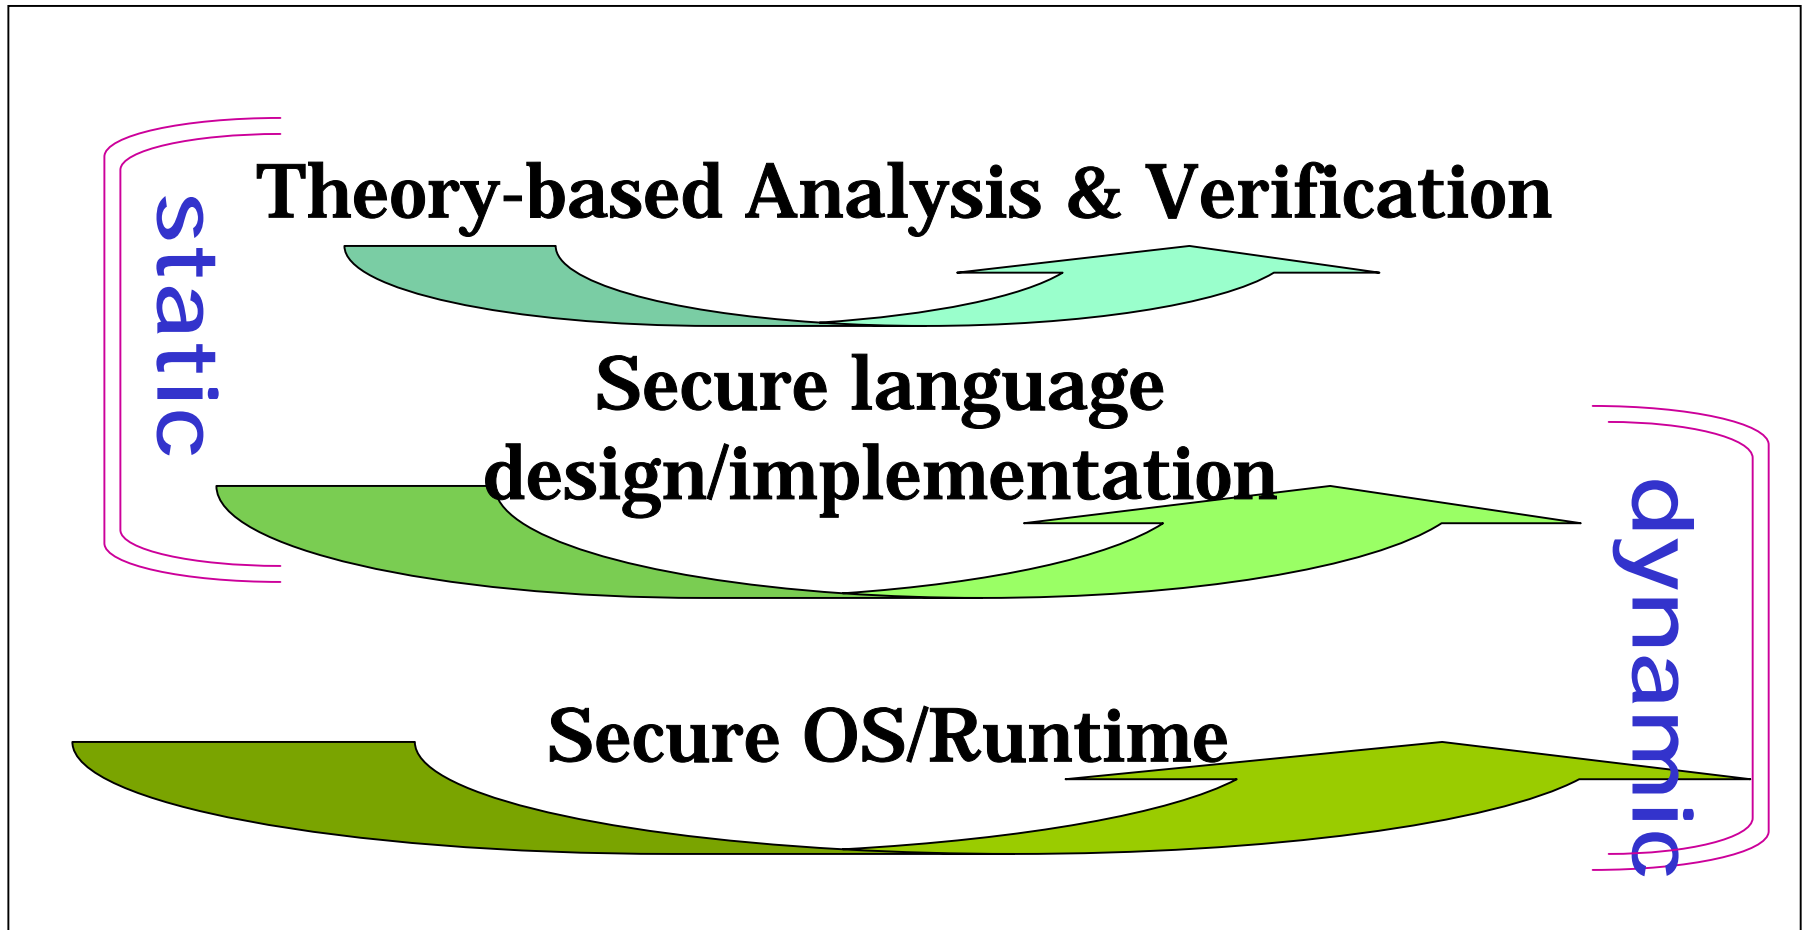 Theory-based Analysis & Verification
static
Secure language
design/implementation
dynamic
Secure OS/Runtime